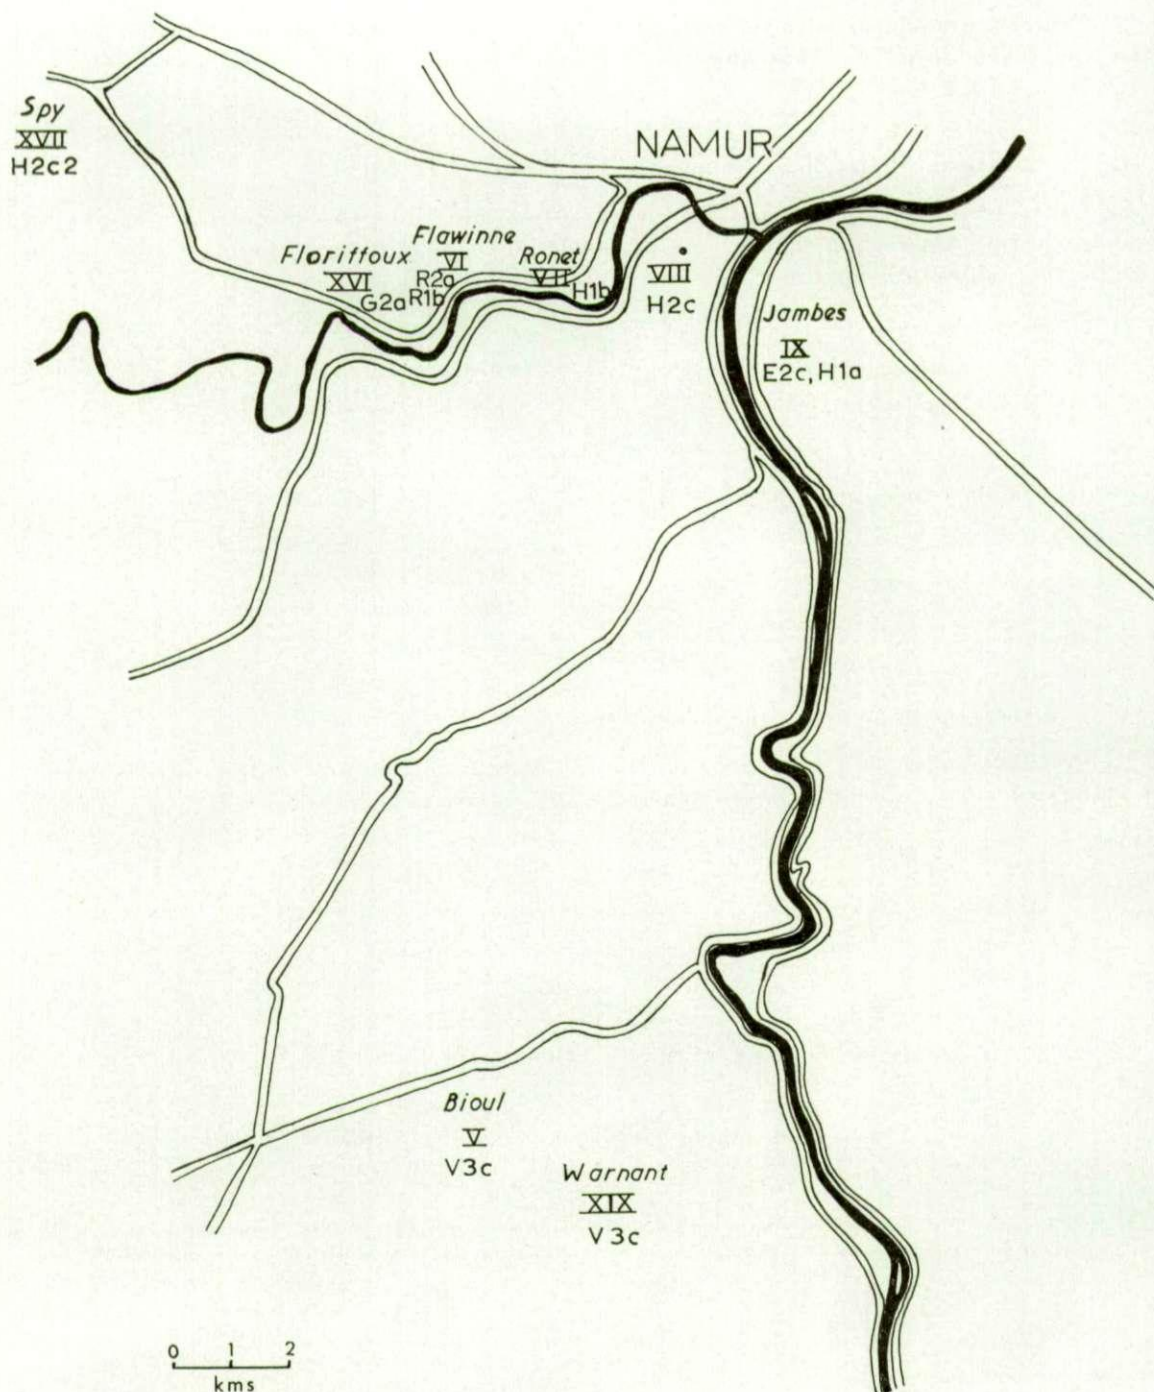 Spy
XVII
H2c2
NAMUR
Floriffoux
XVI
G2a
Flawinne
VI
R2a
R1b
Ronet
VII
H1b
VIII
H2c
Jambes
IX
E2c, H1a
Bioul
V
V3c
Warnant
XIX
V3c
0 1 2
kms